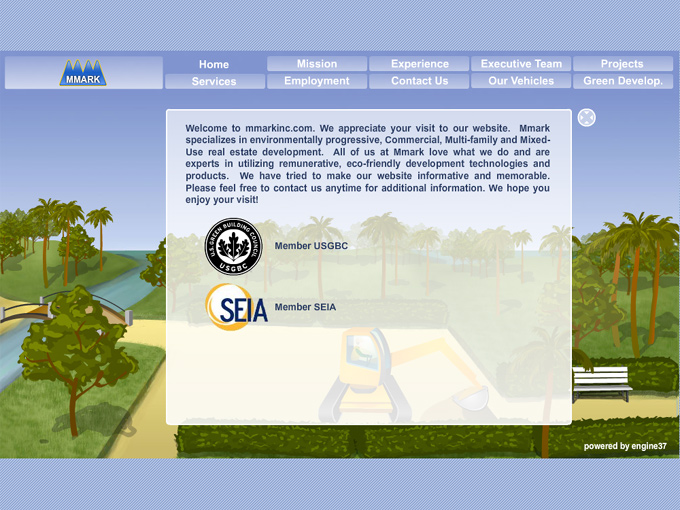 MMARK
Home
Mission
Experience
Executive Team
Projects
Services
Employment
Contact Us
Our Vehicles
Green Develop.
Welcome to mmarkinc.com. We appreciate your visit to our website. Mmark
specializes in environmentally progressive, Commercial, Multi-family and Mixed-
Use real estate development. All of us at Mmark love what we do and are
experts in utilizing remunerative, eco-friendly development technologies and
products. We have tried to make our website informative and memorable.
Please feel free to contact us anytime for additional information. We hope you
enjoy your visit!
U.S. GREEN BUILDING COUNCIL
USGBC
Member USGBC
SEIA
Member SEIA
powered by engine37